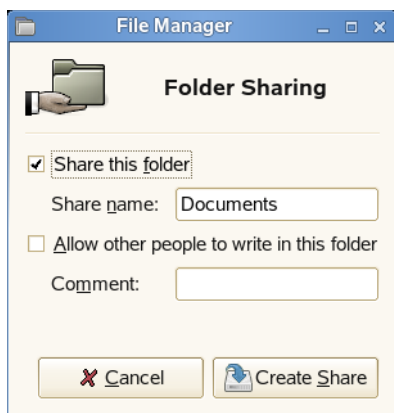 File Manager
Folder Sharing
Share this folder
Share name: Documents
Allow other people to write in this folder
Comment:
Cancel Create Share